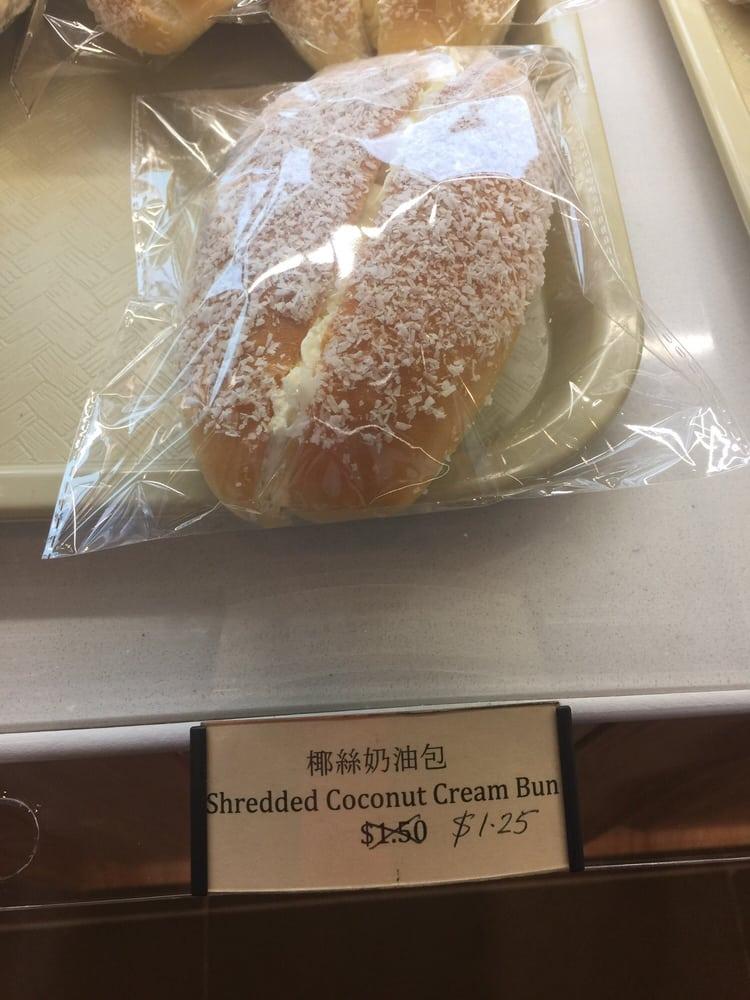 椰絲奶油包
Shredded Coconut Cream Bun
$1.50 $1.25